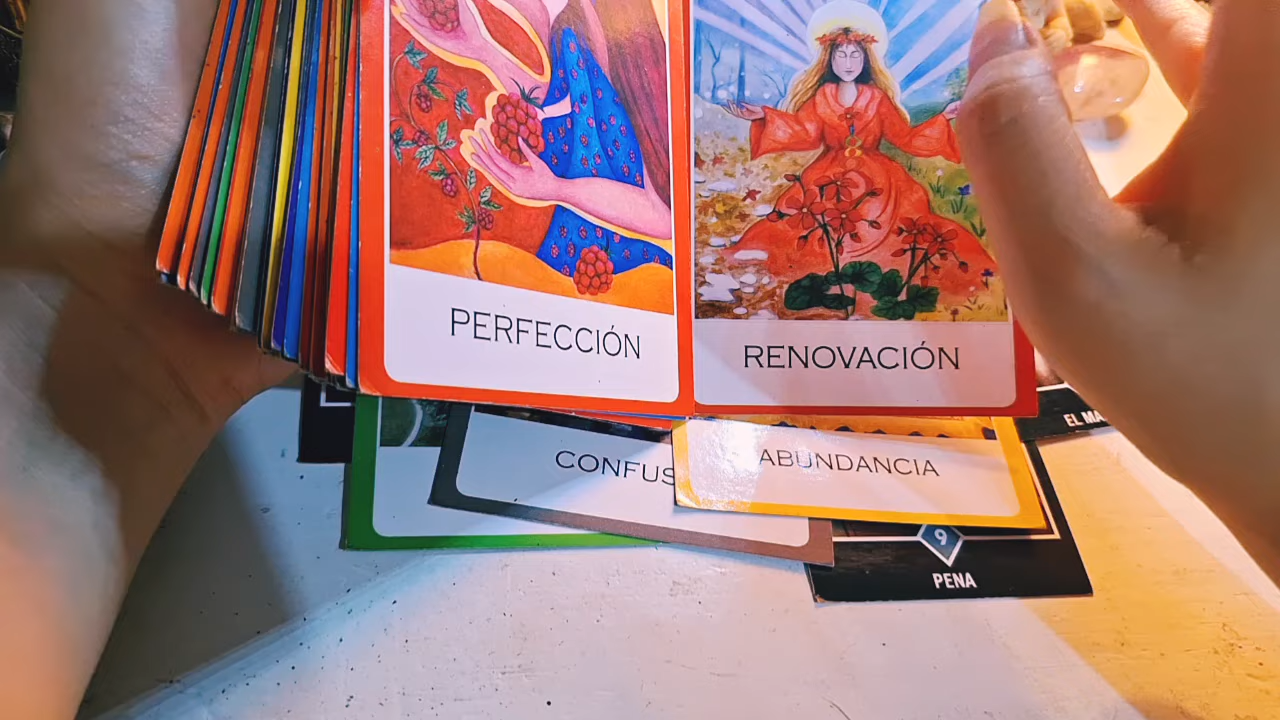 PERFECCIÓN
RENOVACIÓN
EL MA
CONFUS
ABUNDANCIA
9
PENA